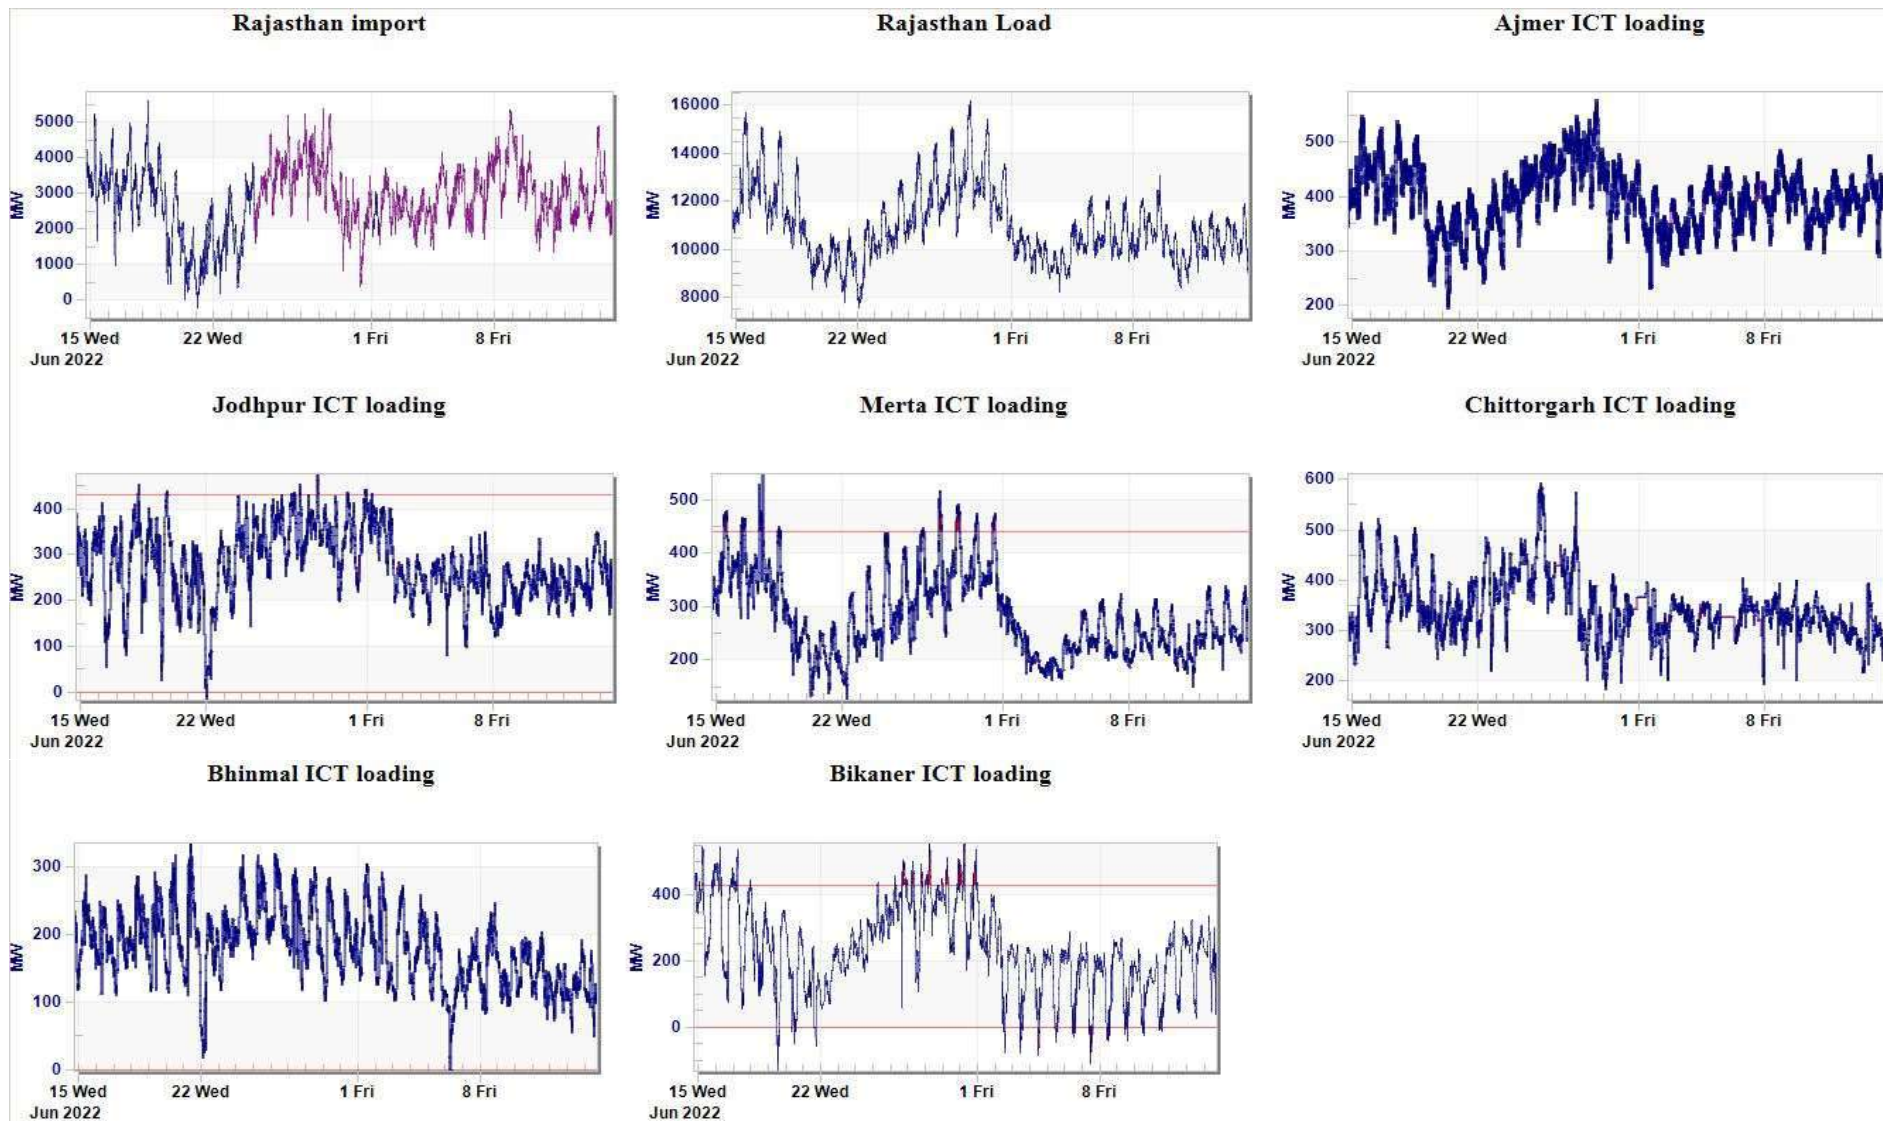 Rajasthan import
Rajasthan Load
Ajmer ICT loading
5000
4000
3000
2000
1000
0
MW
15 Wed
22 Wed
1 Fri
8 Fri
Jun 2022
16000
14000
12000
10000
8000
MW
15 Wed
22 Wed
1 Fri
8 Fri
Jun 2022
500
400
300
200
MW
15 Wed
22 Wed
1 Fri
8 Fri
Jun 2022
Jodhpur ICT loading
Merta ICT loading
Chittorgarh ICT loading
400
300
200
100
0
MW
15 Wed
22 Wed
1 Fri
8 Fri
Jun 2022
500
400
300
200
MW
15 Wed
22 Wed
1 Fri
8 Fri
Jun 2022
600
500
400
300
200
MW
15 Wed
22 Wed
1 Fri
8 Fri
Jun 2022
Bhinmal ICT loading
Bikaner ICT loading
300
200
100
0
MW
15 Wed
22 Wed
1 Fri
8 Fri
Jun 2022
400
200
0
MW
15 Wed
22 Wed
1 Fri
8 Fri
Jun 2022